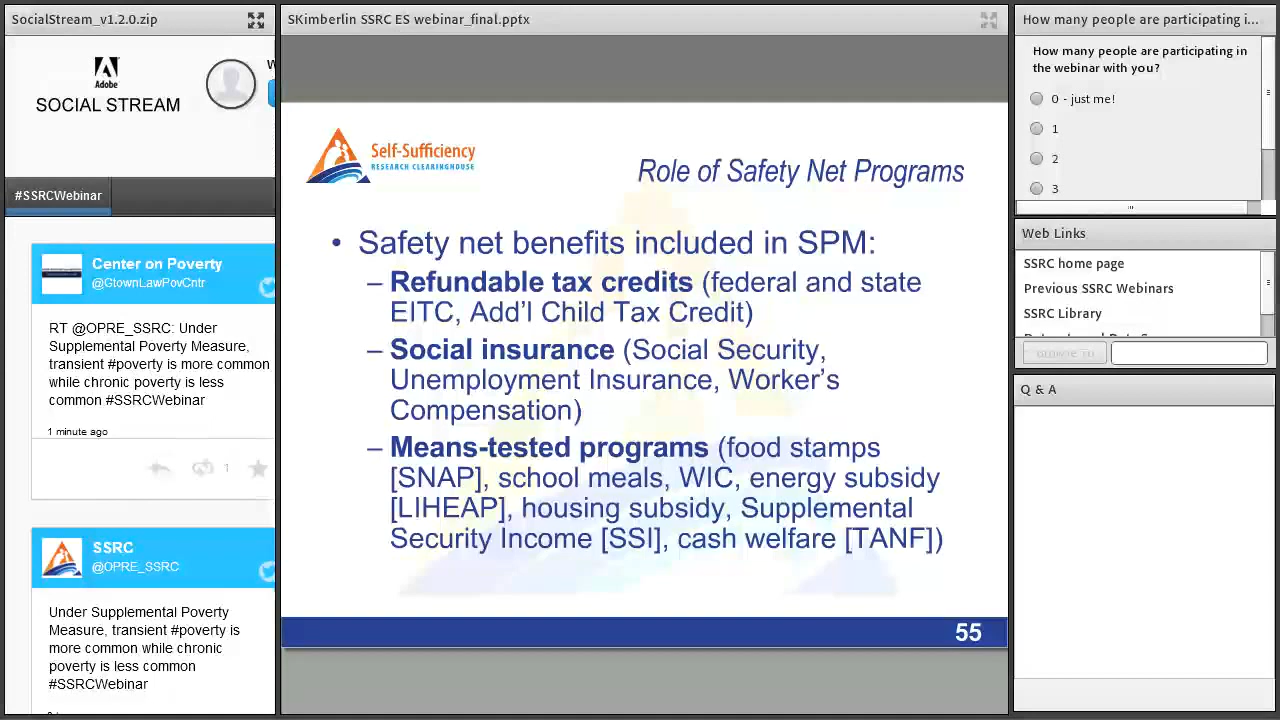 SocialStream_v1.2.0.zip
Adobe
SOCIAL STREAM
#SSRCWebinar
Center on Poverty
@GtownLawPovCntr
RT @OPRE_SSRC: Under
Supplemental Poverty Measure,
transient #poverty is more common
while chronic poverty is less
common #SSRCWebinar
1 minute ago
1
SSRC
@OPRE_SSRC
Under Supplemental Poverty
Measure, transient #poverty is
more common while chronic
poverty is less common
#SSRCWebinar
SKimberlin SSRC ES webinar_final.pptx
Self-Sufficiency
RESEARCH CLEARINGHOUSE
Role of Safety Net Programs
• Safety net benefits included in SPM:
– Refundable tax credits (federal and state
EITC, Add’l Child Tax Credit)
– Social insurance (Social Security,
Unemployment Insurance, Worker’s
Compensation)
– Means-tested programs (food stamps
[SNAP], school meals, WIC, energy subsidy
[LIHEAP], housing subsidy, Supplemental
Security Income [SSI], cash welfare [TANF])
55
How many people are participating i...
How many people are participating in
the webinar with you?
0 - just me!
1
2
3
Web Links
SSRC home page
Previous SSRC Webinars
SSRC Library
Browse To
Q & A